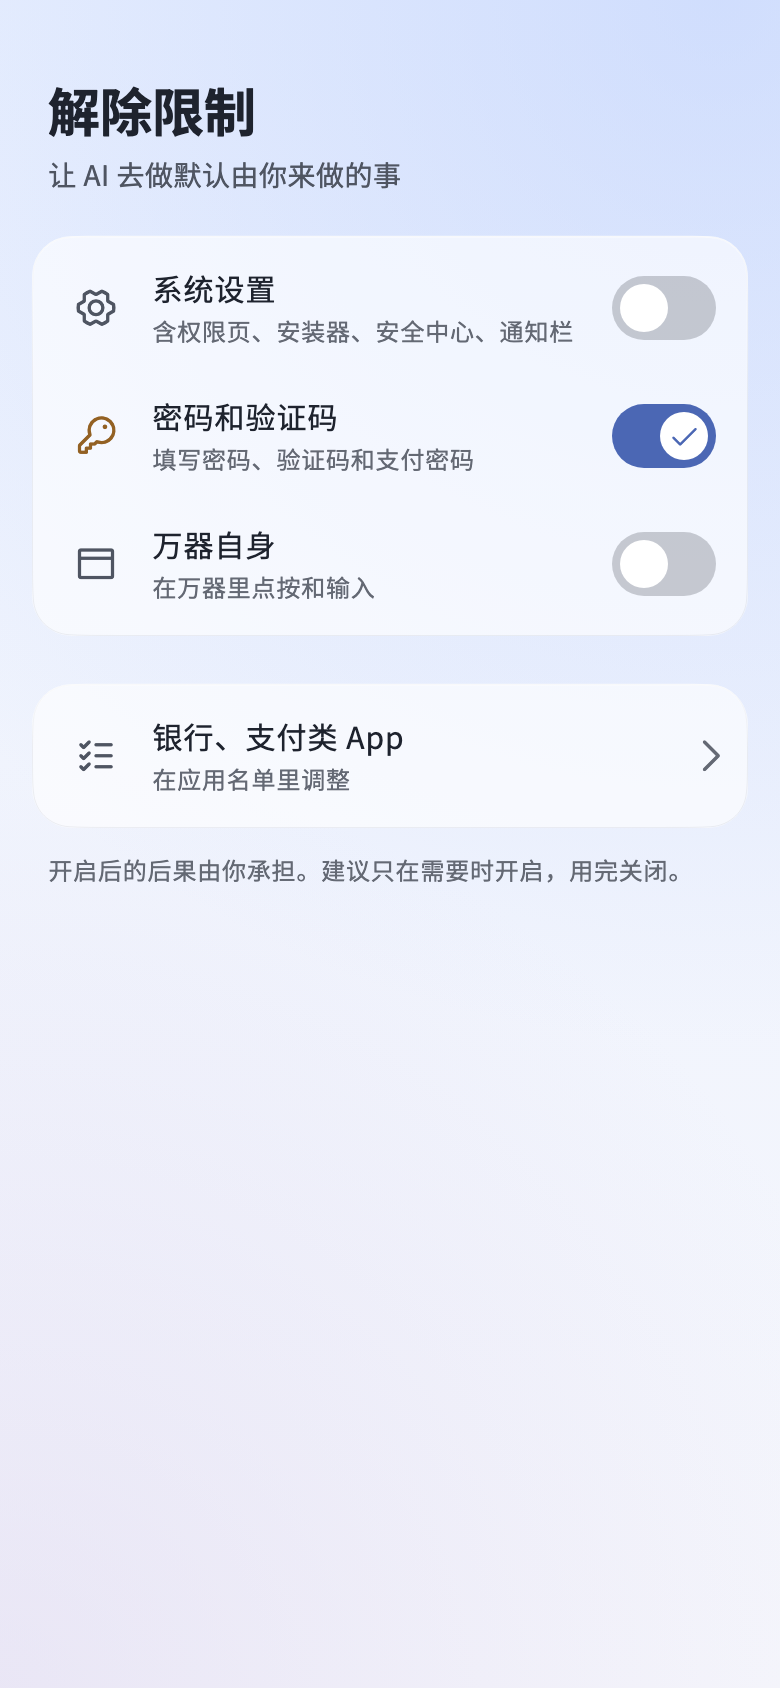 解除限制
让 AI 去做默认由你来做的事
系统设置
含权限页、安装器、安全中心、通知栏
密码和验证码
填写密码、验证码和支付密码
万器自身
在万器里点按和输入
银行、支付类 App
在应用名单里调整
开启后的后果由你承担。建议只在需要时开启，用完关闭。